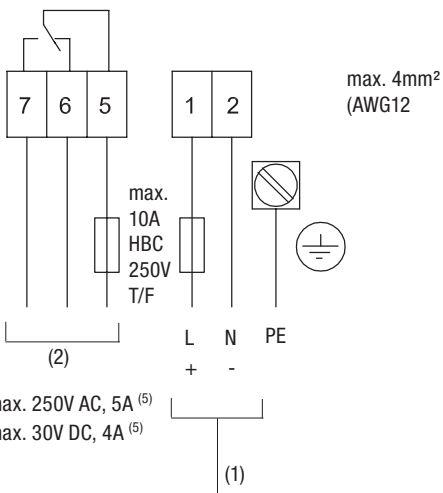 7 6 5
1 2
max. 4mm²
(AWG12
max.
10A
HBC
250V
T/F
L N PE
+ -
(2)
max. 250V AC, 5A (5)
max. 30V DC, 4A (5)
(1)